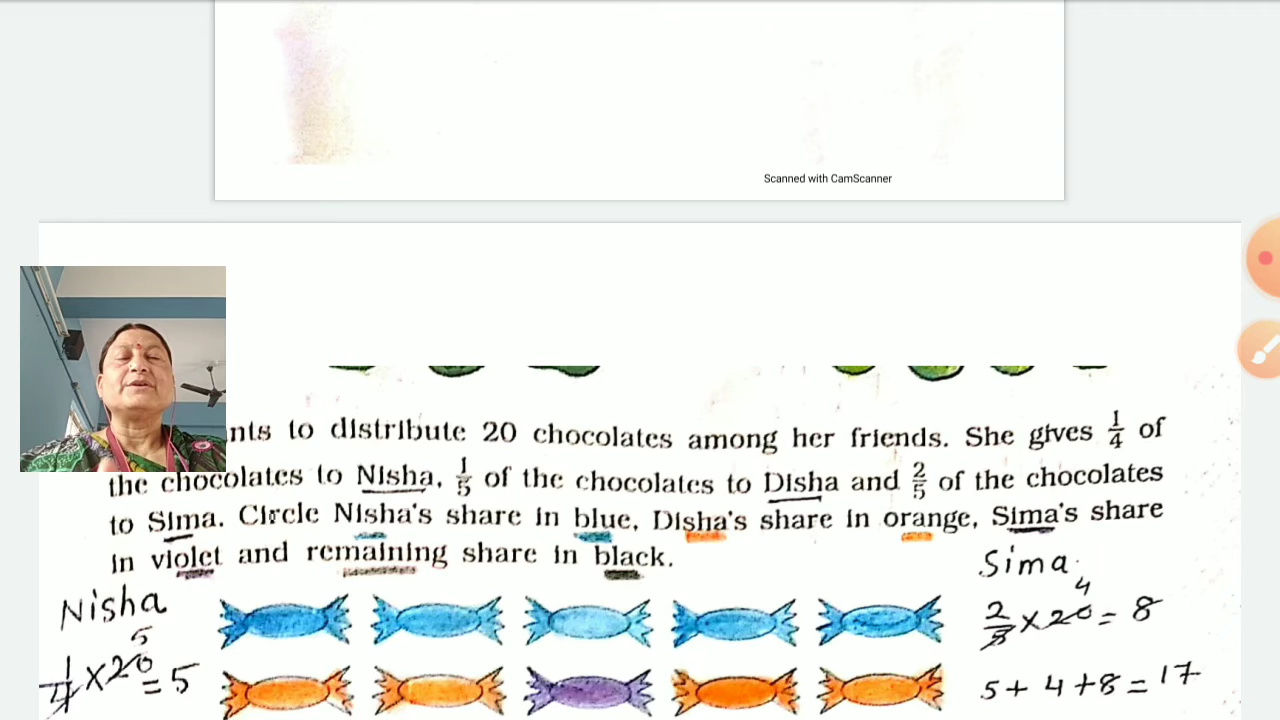 Scanned with CamScanner
nts to distribute 20 chocolates among her friends. She gives 1/4 of
the chocolates to Nisha, 1/5 of the chocolates to Disha and 2/5 of the chocolates
to Sima. Circle Nisha's share in blue, Disha's share in orange, Sima's share
in violet and remaining share in black.
Nisha
5
1/4 × 20 = 5
Sima
4
2/5 × 20 = 8
5 + 4 + 8 = 17